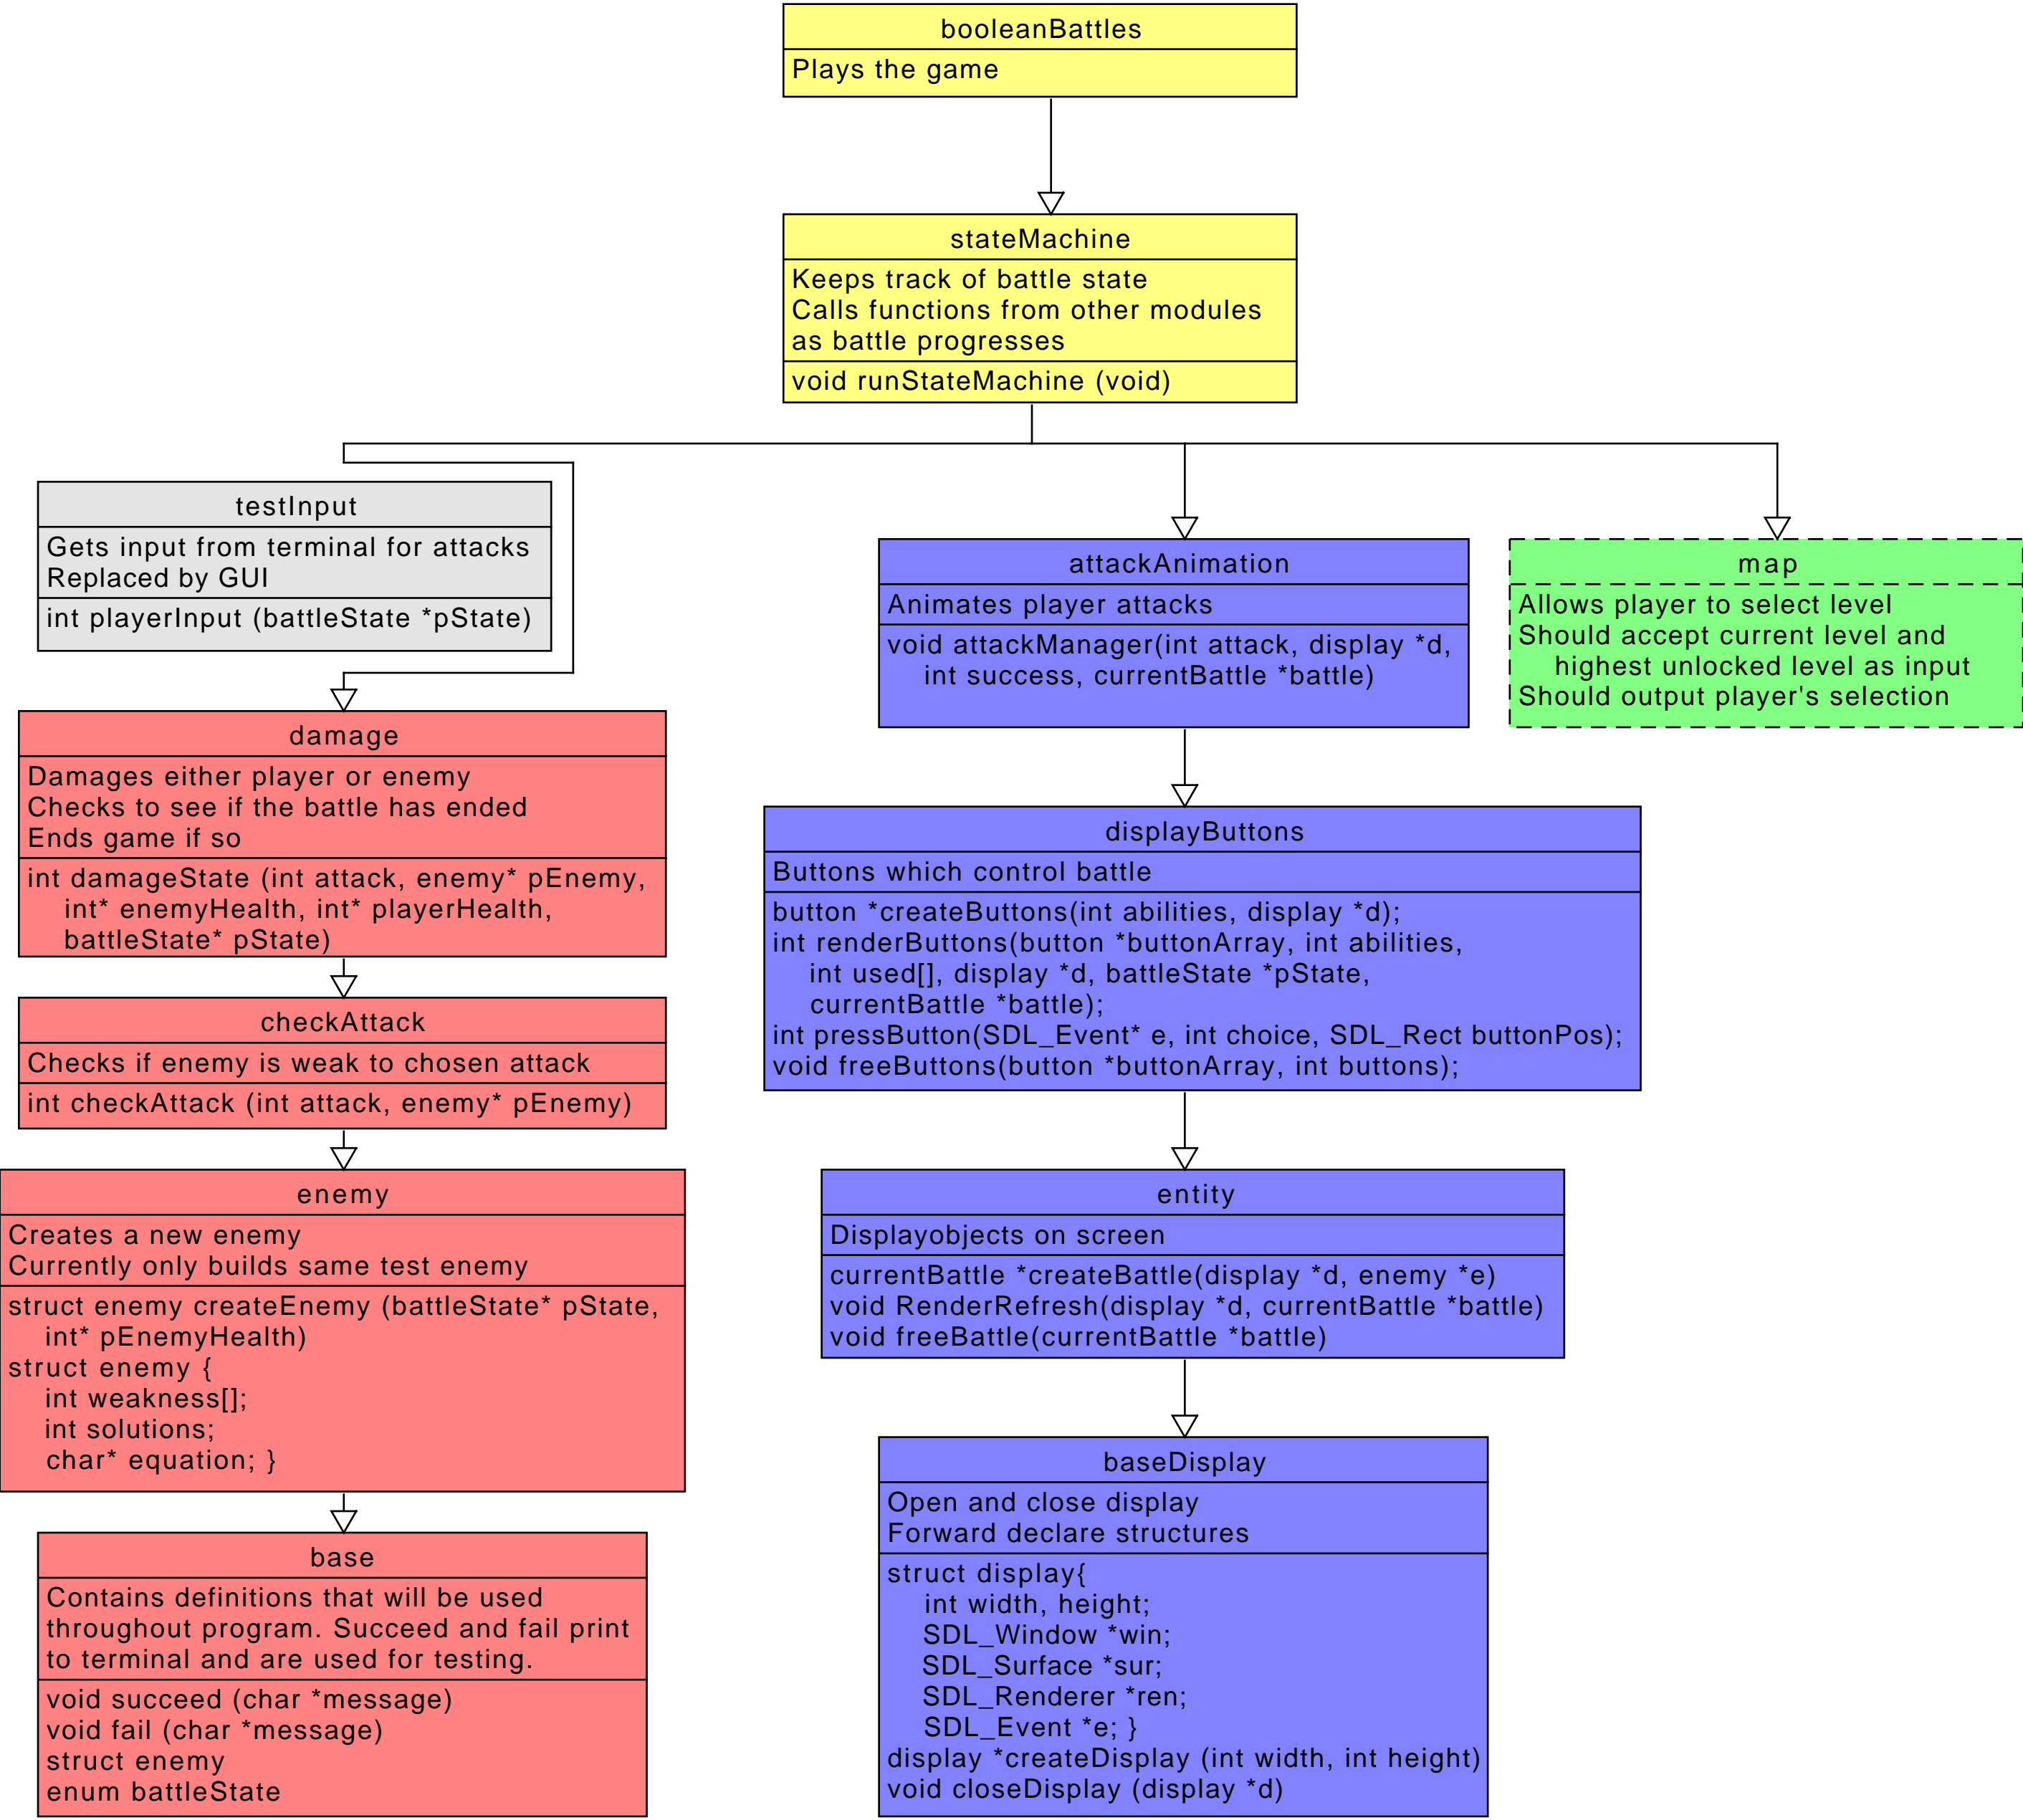 booleanBattles
Plays the game
stateMachine
Keeps track of battle state
Calls functions from other modules
as battle progresses
void runStateMachine (void)
testInput
Gets input from terminal for attacks
Replaced by GUI
int playerInput (battleState *pState)
damage
Damages either player or enemy
Checks to see if the battle has ended
Ends game if so
int damageState (int attack, enemy* pEnemy,
int* enemyHealth, int* playerHealth,
battleState* pState)
checkAttack
Checks if enemy is weak to chosen attack
int checkAttack (int attack, enemy* pEnemy)
enemy
Creates a new enemy
Currently only builds same test enemy
struct enemy createEnemy (battleState* pState,
int* pEnemyHealth)
struct enemy {
int weakness[];
int solutions;
char* equation; }
base
Contains definitions that will be used
throughout program. Succeed and fail print
to terminal and are used for testing.
void succeed (char *message)
void fail (char *message)
struct enemy
enum battleState
attackAnimation
Animates player attacks
void attackManager(int attack, display *d,
int success, currentBattle *battle)
displayButtons
Buttons which control battle
button *createButtons(int abilities, display *d);
int renderButtons(button *buttonArray, int abilities,
int used[], display *d, battleState *pState,
currentBattle *battle);
int pressButton(SDL_Event* e, int choice, SDL_Rect buttonPos);
void freeButtons(button *buttonArray, int buttons);
entity
Displayobjects on screen
currentBattle *createBattle(display *d, enemy *e)
void RenderRefresh(display *d, currentBattle *battle)
void freeBattle(currentBattle *battle)
baseDisplay
Open and close display
Forward declare structures
struct display{
int width, height;
SDL_Window *win;
SDL_Surface *sur;
SDL_Renderer *ren;
SDL_Event *e; }
display *createDisplay (int width, int height)
void closeDisplay (display *d)
map
Allows player to select level
Should accept current level and
highest unlocked level as input
Should output player's selection